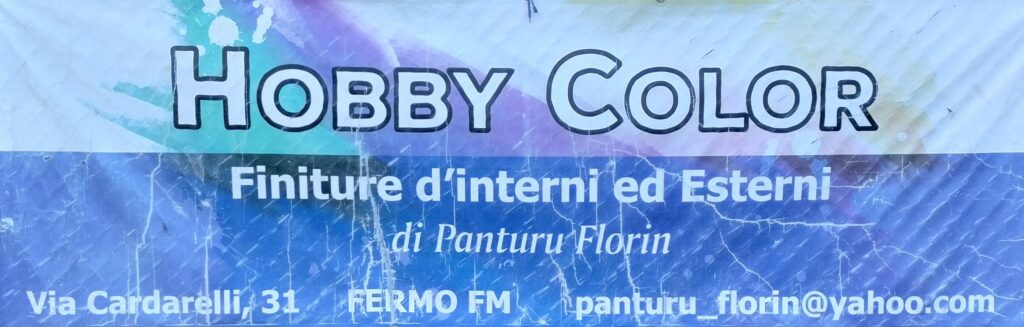 HOBBY COLOR
Finiture d'interni ed Esterni
di Panturu Florin
Via Cardarelli, 31 FERMO FM panturu_florin@yahoo.com